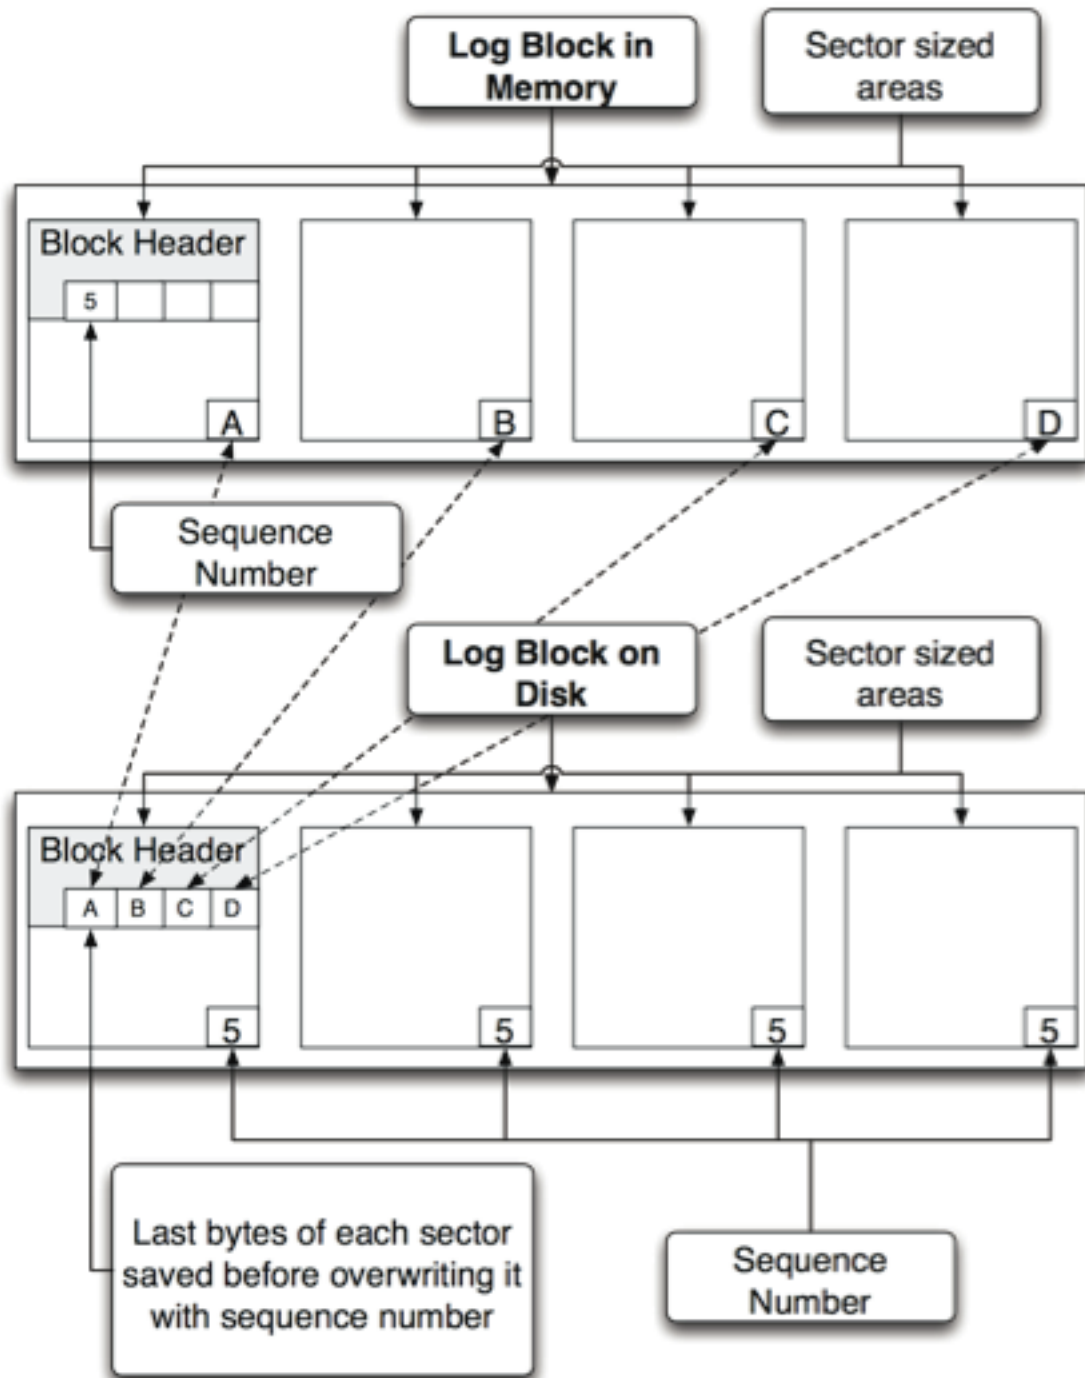 Log Block in
Memory
Sector sized
areas
Block Header
5
A
B
C
D
Sequence
Number
Log Block on
Disk
Sector sized
areas
Block Header
A B C D
5
5
5
5
Last bytes of each sector
saved before overwriting it
with sequence number
Sequence
Number